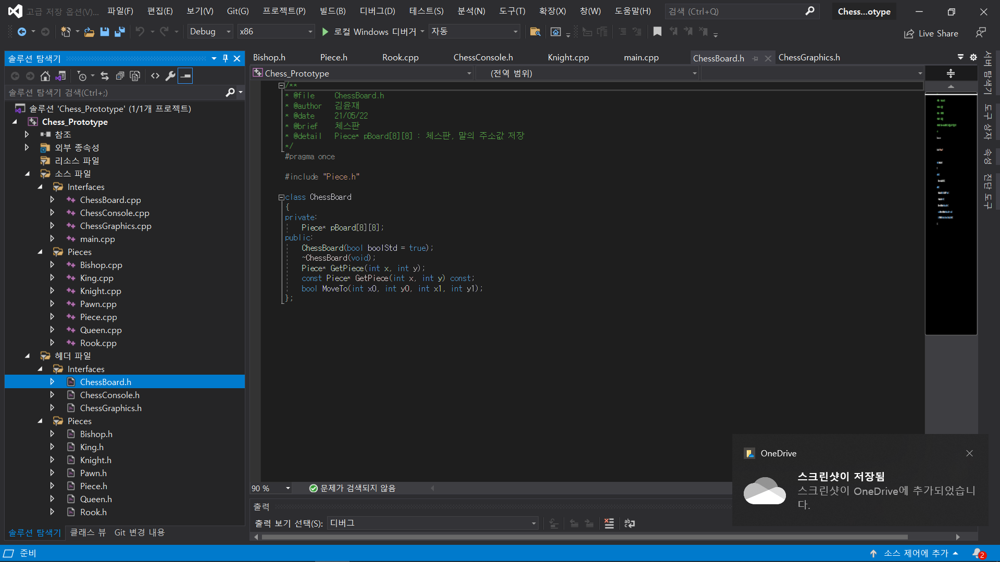 고급 저장 옵션(V)... 파일(F) 편집(E) 보기(V) Git(G) 프로젝트(P) 빌드(B) 디버그(D) 테스트(S) 분석(N) 도구(T) 확장(X) 창(W) 도움말(H) 검색 (Ctrl+Q) Chess...otype
Debug x86 로컬 Windows 디버거 자동 Live Share
솔루션 탐색기
솔루션 탐색기 검색(Ctrl+;)
솔루션 'Chess_Prototype' (1/1개 프로젝트)
Chess_Prototype
참조
외부 종속성
리소스 파일
소스 파일
Interfaces
ChessBoard.cpp
ChessConsole.cpp
ChessGraphics.cpp
main.cpp
Pieces
Bishop.cpp
King.cpp
Knight.cpp
Pawn.cpp
Piece.cpp
Queen.cpp
Rook.cpp
헤더 파일
Interfaces
ChessBoard.h
ChessConsole.h
ChessGraphics.h
Pieces
Bishop.h
King.h
Knight.h
Pawn.h
Piece.h
Queen.h
Rook.h
솔루션 탐색기 클래스 뷰 Git 변경 내용
Bishop.h Piece.h Rook.cpp ChessConsole.h Knight.cpp main.cpp ChessBoard.h ChessGraphics.h
Chess_Prototype (전역 범위)
/**
* @file ChessBoard.h
* @author 김윤재
* @date 21/05/22
* @brief 체스판
* @detail Piece* pBoard[8][8] : 체스판, 말의 주소값 저장
*/
#pragma once
#include "Piece.h"
class ChessBoard
{
private:
Piece* pBoard[8][8];
public:
ChessBoard(bool boolStd = true);
~ChessBoard(void);
Piece* GetPiece(int x, int y);
const Piece* GetPiece(int x, int y) const;
bool MoveTo(int x0, int y0, int x1, int y1);
};
90 % 문제가 검색되지 않음
출력
출력 보기 선택(S): 디버그
서버 탐색기
도구 상자
속성
진단 도구
OneDrive
스크린샷이 저장됨
스크린샷이 OneDrive에 추가되었습니
다.
준비 소스 제어에 추가 2